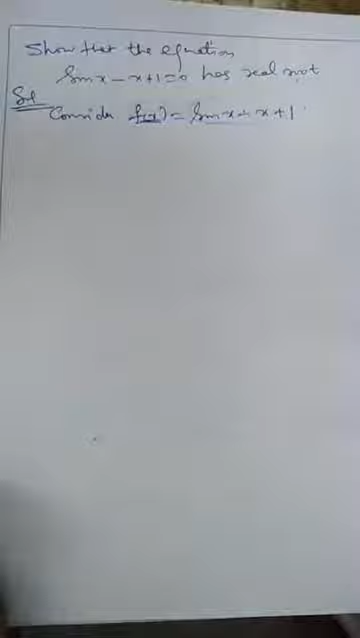 Show that the equation
Sin x - x + 1 = 0 has real root
Sol
Consider f(x) = Sin x - x + 1